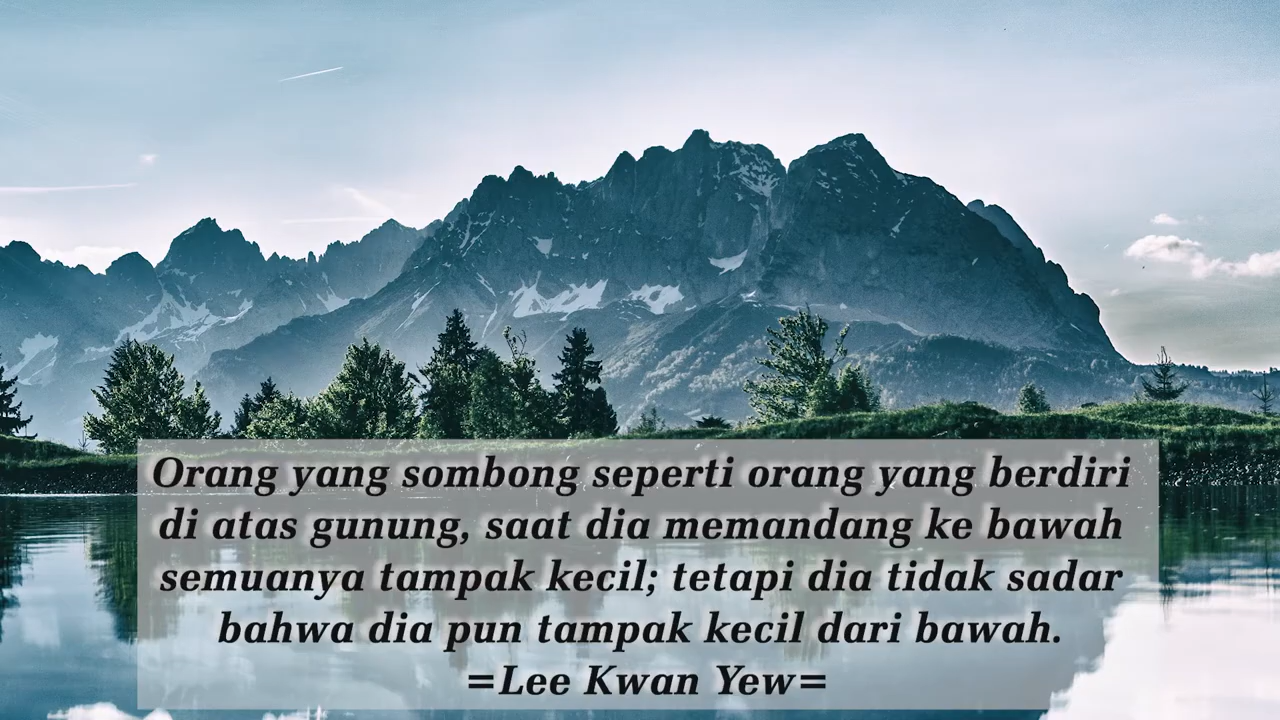 Orang yang sombong seperti orang yang berdiri
di atas gunung, saat dia memandang ke bawah
semuanya tampak kecil; tetapi dia tidak sadar
bahwa dia pun tampak kecil dari bawah.
=Lee Kwan Yew=